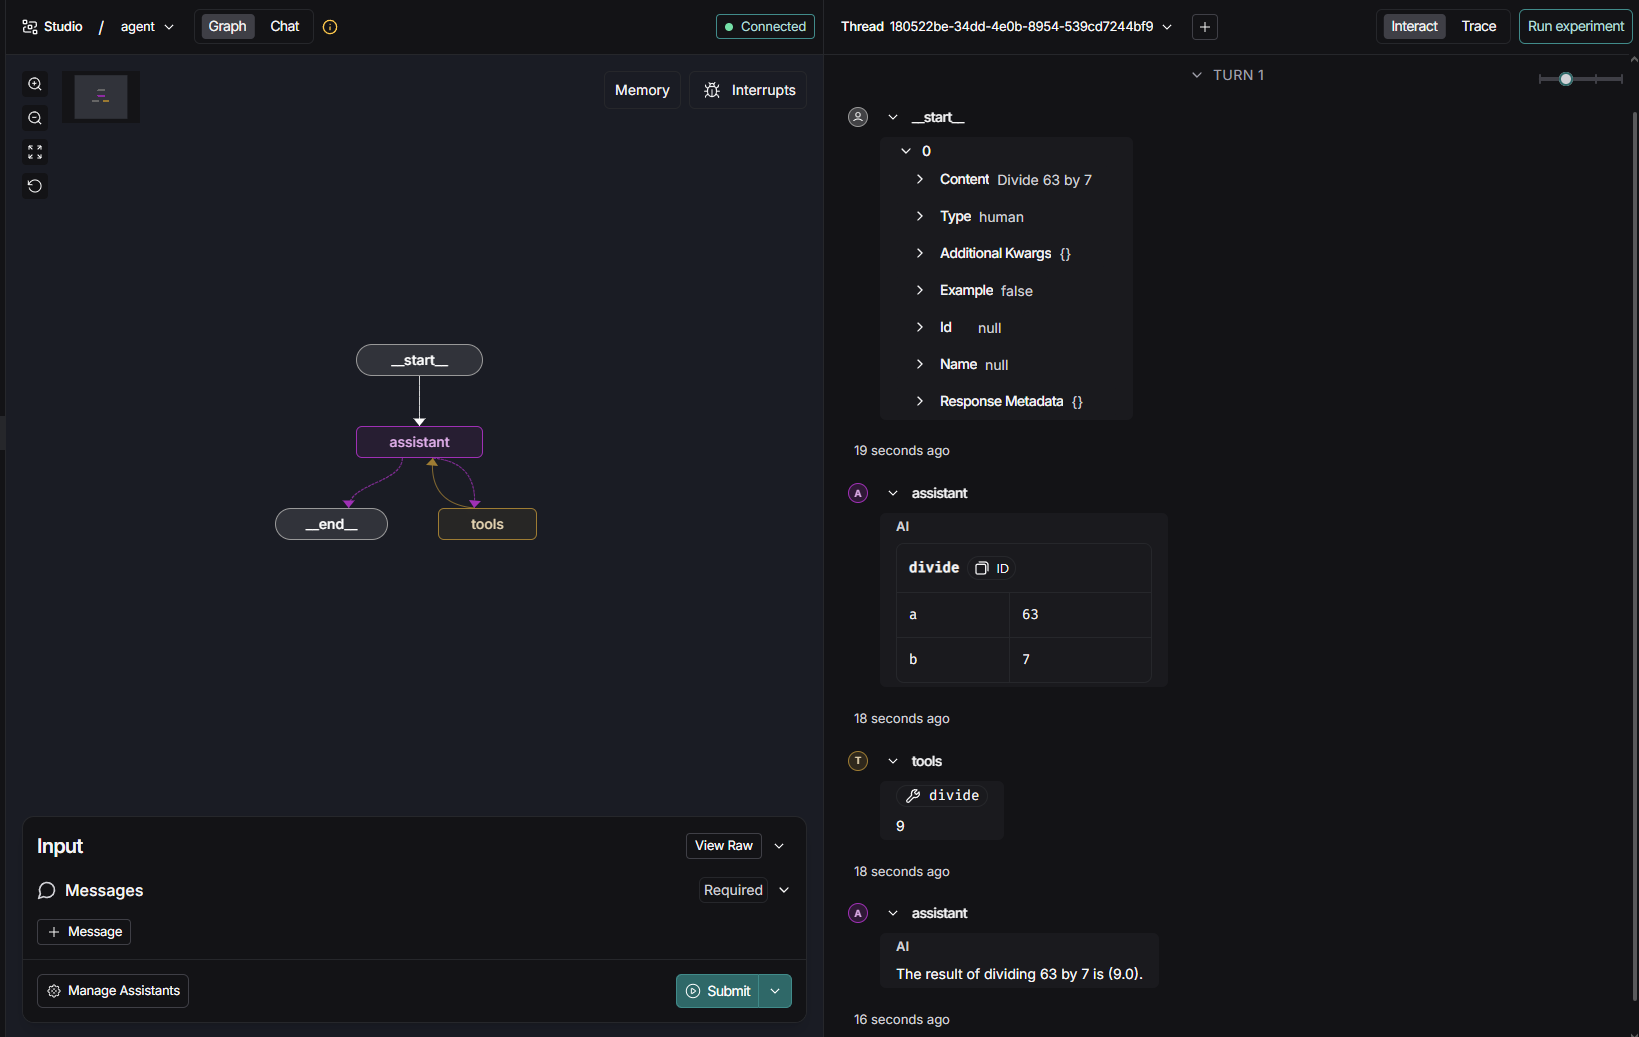 Studio / agent Graph Chat Connected
Memory Interrupts
__start__
assistant
__end__ tools
Input View Raw
Messages Required
+ Message
Manage Assistants Submit
Thread 180522be-34dd-4e0b-8954-539cd7244bf9 + Interact Trace Run experiment
TURN 1
__start__
0
Content Divide 63 by 7
Type human
Additional Kwargs {}
Example false
Id null
Name null
Response Metadata {}
19 seconds ago
A assistant
AI
divide ID
a 63
b 7
18 seconds ago
T tools
divide
9
18 seconds ago
A assistant
AI
The result of dividing 63 by 7 is (9.0).
16 seconds ago